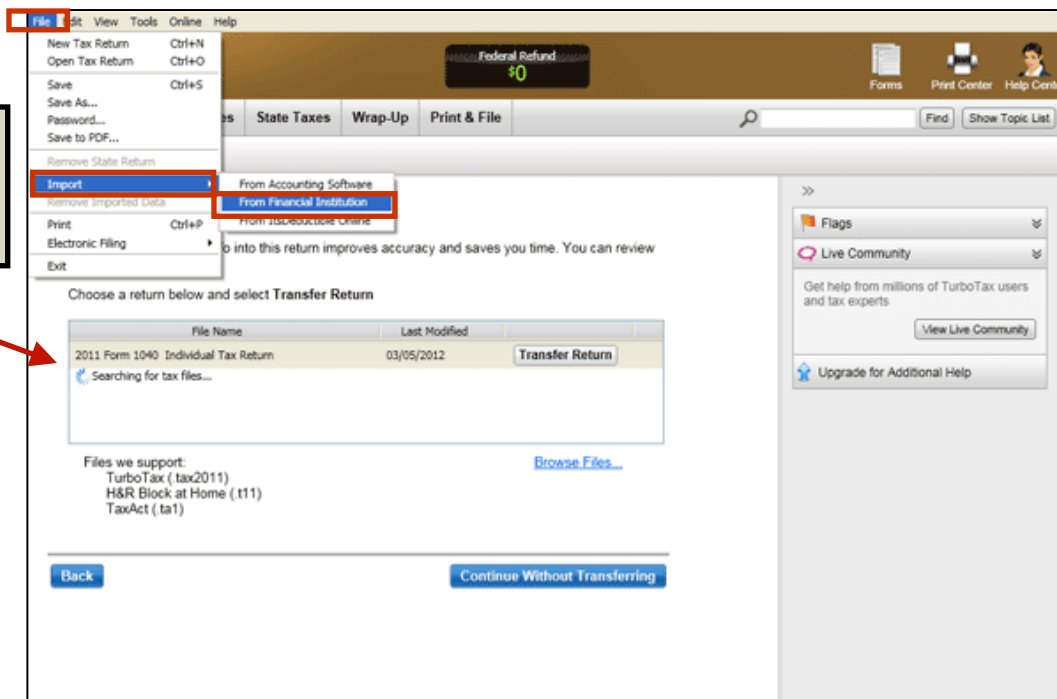 File Edit View Tools Online Help
New Tax Return Ctrl+N
Open Tax Return Ctrl+O
Save Ctrl+S
Save As...
Password...
Save to PDF...
Remove State Return
Import
Remove Imported Data
Print Ctrl+P
Electronic Filing
Exit
From Accounting Software
From Financial Institution
From ItsDeductible Online
Federal Refund
$0
Forms Print Center Help Cent
es State Taxes Wrap-Up Print & File
Find Show Topic List
o into this return improves accuracy and saves you time. You can review
Choose a return below and select Transfer Return
File Name Last Modified
2011 Form 1040 Individual Tax Return 03/05/2012 Transfer Return
Searching for tax files...
Files we support: Browse Files...
TurboTax (.tax2011)
H&R Block at Home (.t11)
TaxAct (.ta1)
Back Continue Without Transferring
Flags
Live Community
Get help from millions of TurboTax users
and tax experts
View Live Community
Upgrade for Additional Help